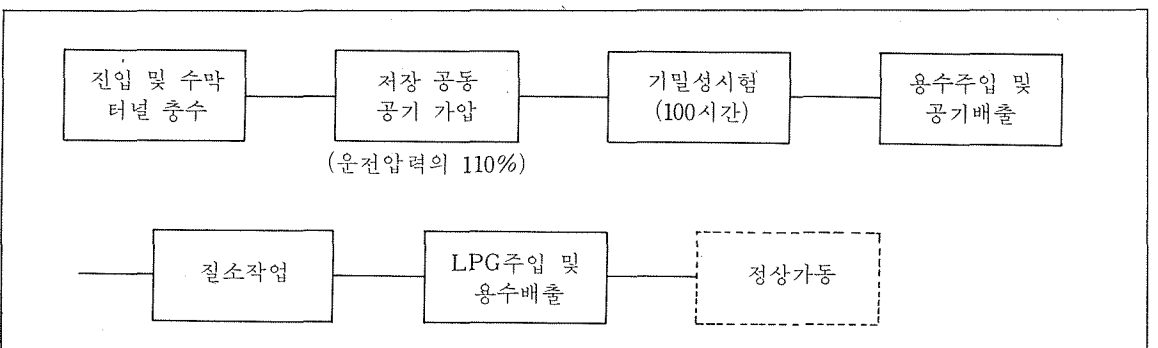 진입 및 수막
터널 충수
저장 공동
공기 가압
(운전압력의 110%)
기밀성시험
(100시간)
용수주입 및
공기배출
질소작업
LPG주입 및
용수배출
정상가동